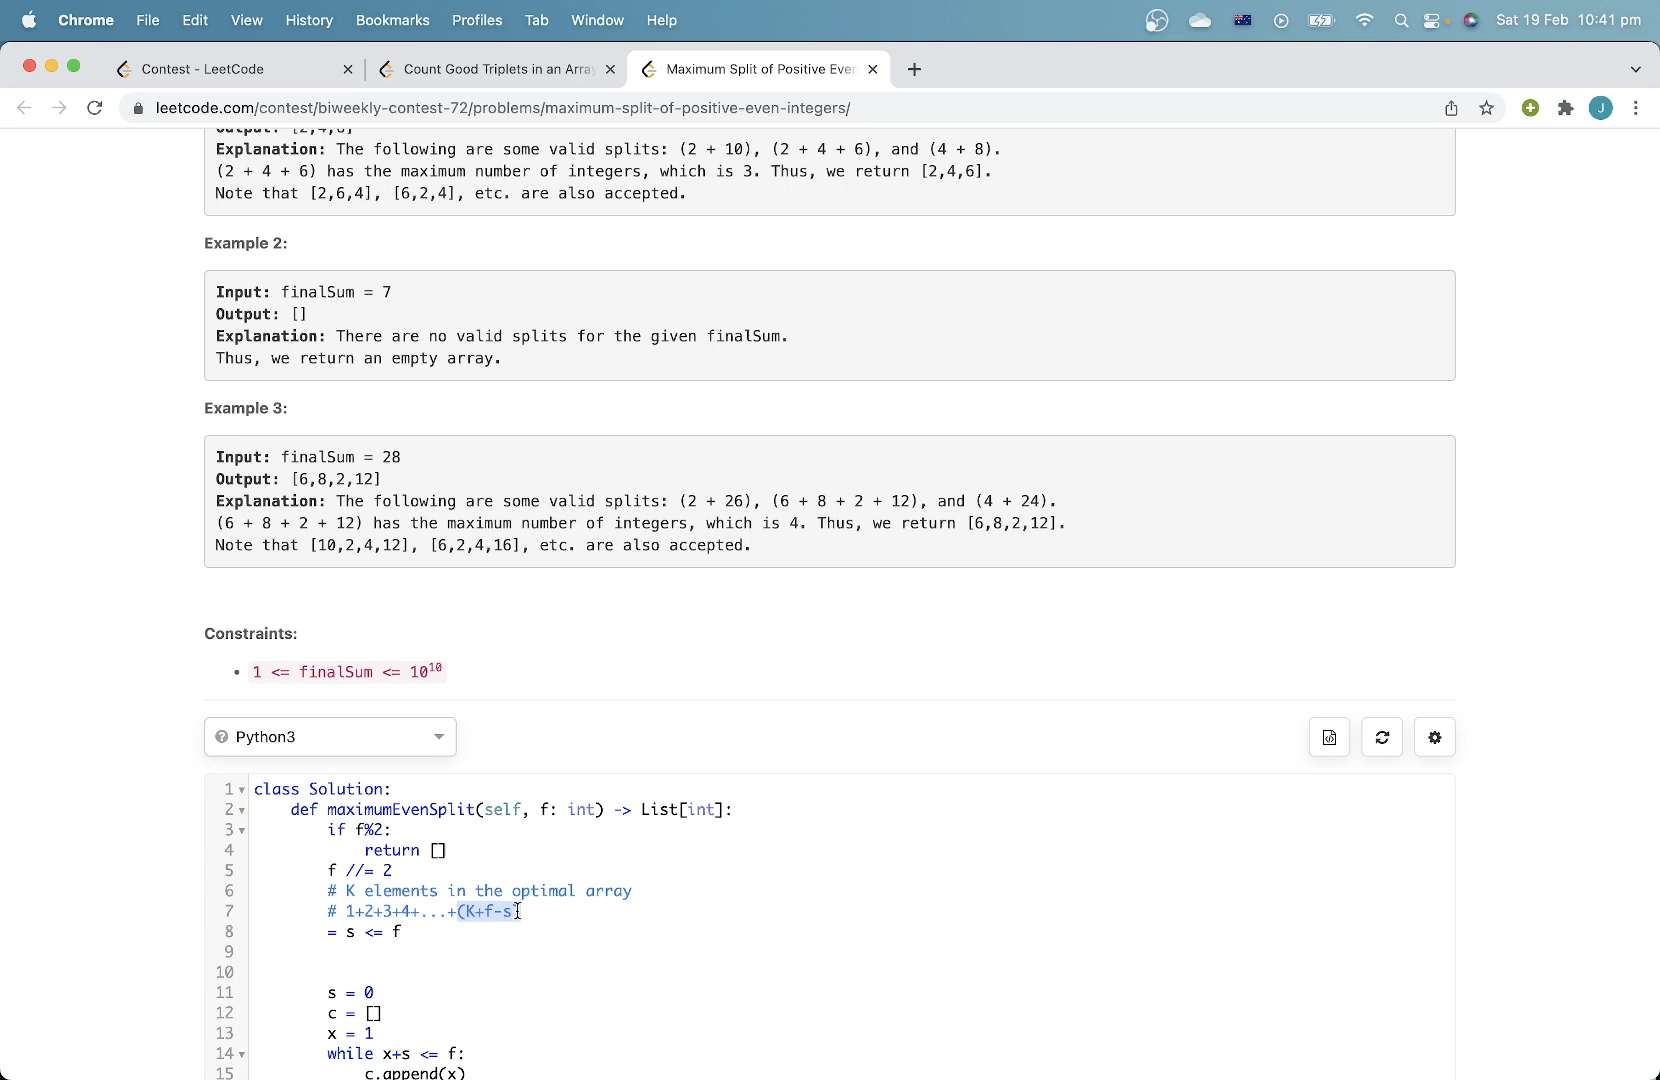 Chrome File Edit View History Bookmarks Profiles Tab Window Help Sat 19 Feb 10:41 pm
Contest - LeetCode Count Good Triplets in an Arra Maximum Split of Positive Eve
leetcode.com/contest/biweekly-contest-72/problems/maximum-split-of-positive-even-integers/ J
Output: [2,4,6]
Explanation: The following are some valid splits: (2 + 10), (2 + 4 + 6), and (4 + 8).
(2 + 4 + 6) has the maximum number of integers, which is 3. Thus, we return [2,4,6].
Note that [2,6,4], [6,2,4], etc. are also accepted.
Example 2:
Input: finalSum = 7
Output: []
Explanation: There are no valid splits for the given finalSum.
Thus, we return an empty array.
Example 3:
Input: finalSum = 28
Output: [6,8,2,12]
Explanation: The following are some valid splits: (2 + 26), (6 + 8 + 2 + 12), and (4 + 24).
(6 + 8 + 2 + 12) has the maximum number of integers, which is 4. Thus, we return [6,8,2,12].
Note that [10,2,4,12], [6,2,4,16], etc. are also accepted.
Constraints:
• 1 <= finalSum <= 10^10
Python3
1 class Solution:
2 def maximumEvenSplit(self, f: int) -> List[int]:
3 if f%2:
4 return []
5 f //= 2
6 # K elements in the optimal array
7 # 1+2+3+4+...+(K+f-s)
8 = s <= f
9
10
11 s = 0
12 c = []
13 x = 1
14 while x+s <= f:
15 c.append(x)